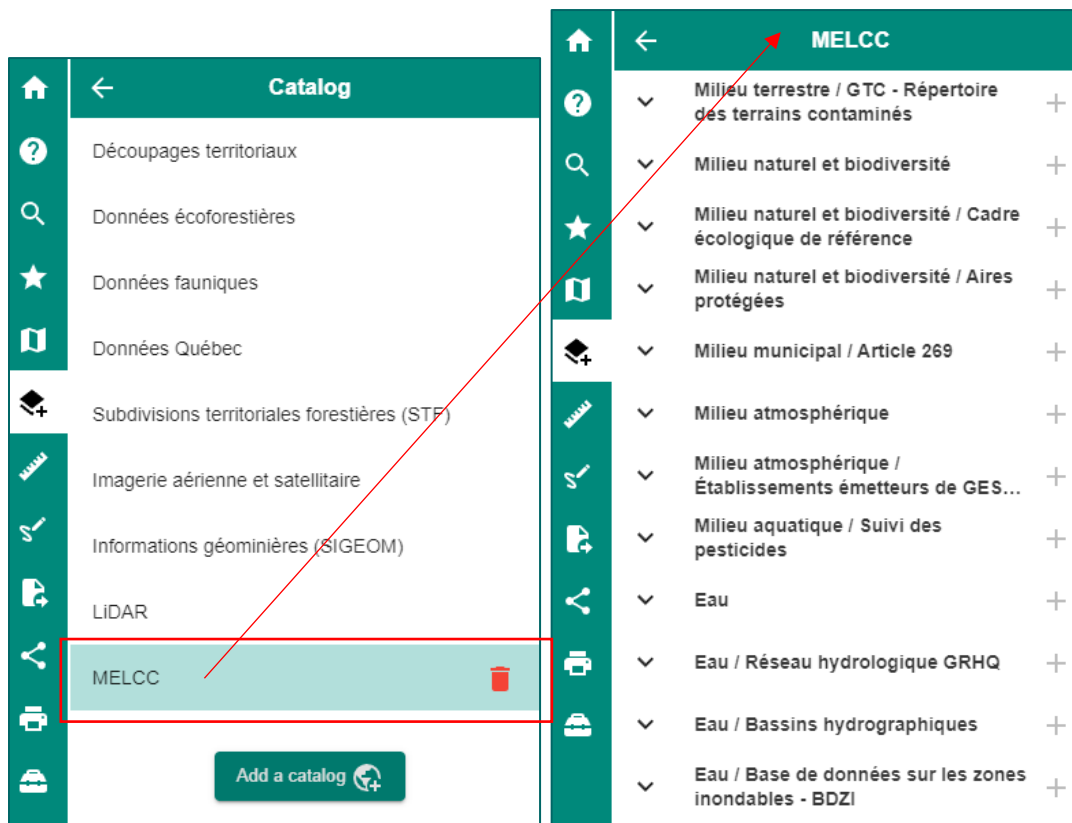 Catalog
Découpages territoriaux
Données écoforestières
Données fauniques
Données Québec
Subdivisions territoriales forestières (STF)
Imagerie aérienne et satellitaire
Informations géominières (SIGEOM)
LiDAR
MELCC
Add a catalog
MELCC
Milieu terrestre / GTC - Répertoire
des terrains contaminés
Milieu naturel et biodiversité
Milieu naturel et biodiversité / Cadre
écologique de référence
Milieu naturel et biodiversité / Aires
protégées
Milieu municipal / Article 269
Milieu atmosphérique
Milieu atmosphérique /
Établissements émetteurs de GES...
Milieu aquatique / Suivi des
pesticides
Eau
Eau / Réseau hydrologique GRHQ
Eau / Bassins hydrographiques
Eau / Base de données sur les zones
inondables - BDZI